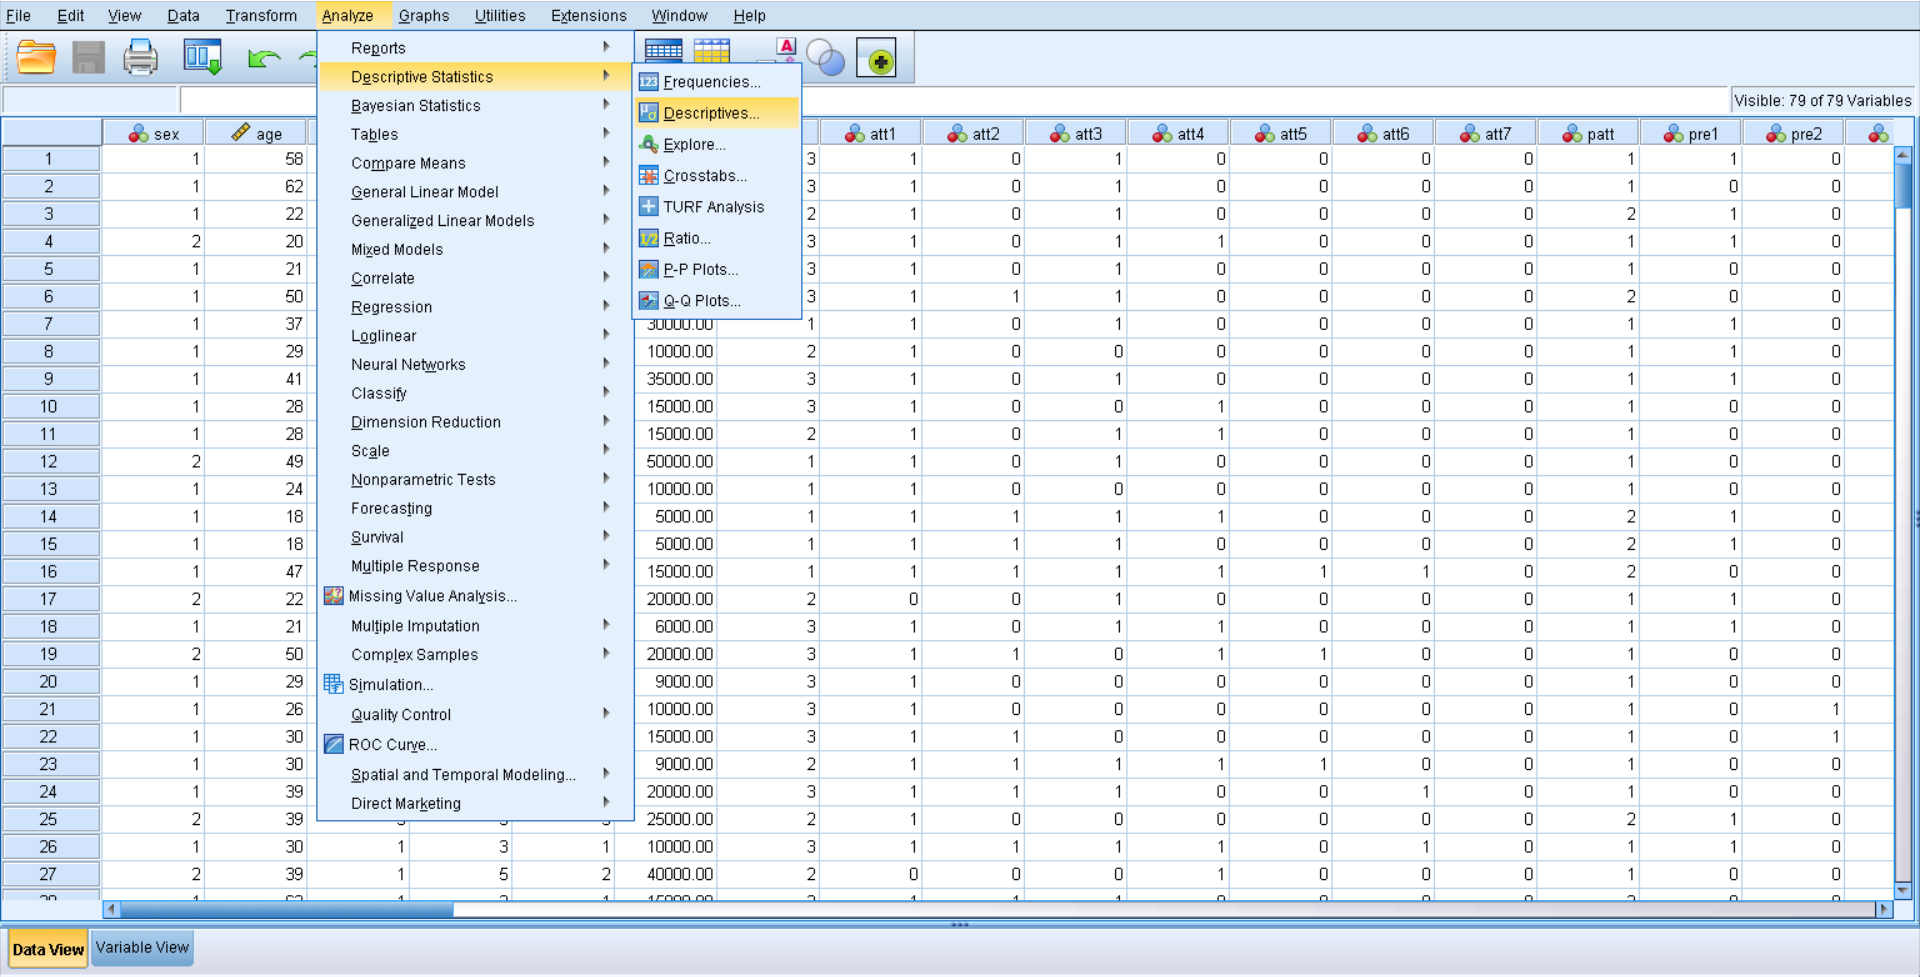 File Edit View Data Transform Analyze Graphs Utilities Extensions Window Help
Reports
Descriptive Statistics
Bayesian Statistics
Tables
Compare Means
General Linear Model
Generalized Linear Models
Mixed Models
Correlate
Regression
Loglinear
Neural Networks
Classify
Dimension Reduction
Scale
Nonparametric Tests
Forecasting
Survival
Multiple Response
Missing Value Analysis...
Multiple Imputation
Complex Samples
Simulation...
Quality Control
ROC Curve...
Spatial and Temporal Modeling...
Direct Marketing
A
123 Frequencies...
Descriptives...
Explore...
Crosstabs...
TURF Analysis
1/2 Ratio...
P-P Plots...
Q-Q Plots...
Visible: 79 of 79 Variables
sex age att1 att2 att3 att4 att5 att6 att7 patt pre1 pre2
1 1 58 3 1 0 1 0 0 0 0 1 1 0
2 1 62 3 1 0 1 0 0 0 0 1 0 0
3 1 22 2 1 0 1 0 0 0 0 2 1 0
4 2 20 3 1 0 1 1 0 0 0 1 1 0
5 1 21 3 1 0 1 0 0 0 0 1 0 0
6 1 50 3 1 1 1 0 0 0 0 2 0 0
7 1 37 30000.00 1 1 0 1 0 0 0 0 1 1 0
8 1 29 10000.00 2 1 0 0 0 0 0 0 1 1 0
9 1 41 35000.00 3 1 0 1 0 0 0 0 1 1 0
10 1 28 15000.00 3 1 0 0 1 0 0 0 1 0 0
11 1 28 15000.00 2 1 0 1 1 0 0 0 1 0 0
12 2 49 50000.00 1 1 0 1 0 0 0 0 1 0 0
13 1 24 10000.00 1 1 0 0 0 0 0 0 1 0 0
14 1 18 5000.00 1 1 1 1 1 0 0 0 2 1 0
15 1 18 5000.00 1 1 1 1 0 0 0 0 2 1 0
16 1 47 15000.00 1 1 1 1 1 1 1 0 2 0 0
17 2 22 20000.00 2 0 0 1 0 0 0 0 1 1 0
18 1 21 6000.00 3 1 0 1 1 0 0 0 1 1 0
19 2 50 20000.00 3 1 1 0 1 1 0 0 1 0 0
20 1 29 9000.00 3 1 0 0 0 0 0 0 1 0 0
21 1 26 10000.00 3 1 0 0 0 0 0 0 1 0 1
22 1 30 15000.00 3 1 1 0 0 0 0 0 1 0 1
23 1 30 9000.00 2 1 1 1 1 1 0 0 1 0 0
24 1 39 20000.00 3 1 1 1 0 0 1 0 1 0 0
25 2 39 25000.00 2 1 0 0 0 0 0 0 2 1 0
26 1 30 1 3 1 10000.00 3 1 1 1 1 0 1 0 1 1 0
27 2 39 1 5 2 40000.00 2 0 0 0 1 0 0 0 1 0 0
Data View Variable View